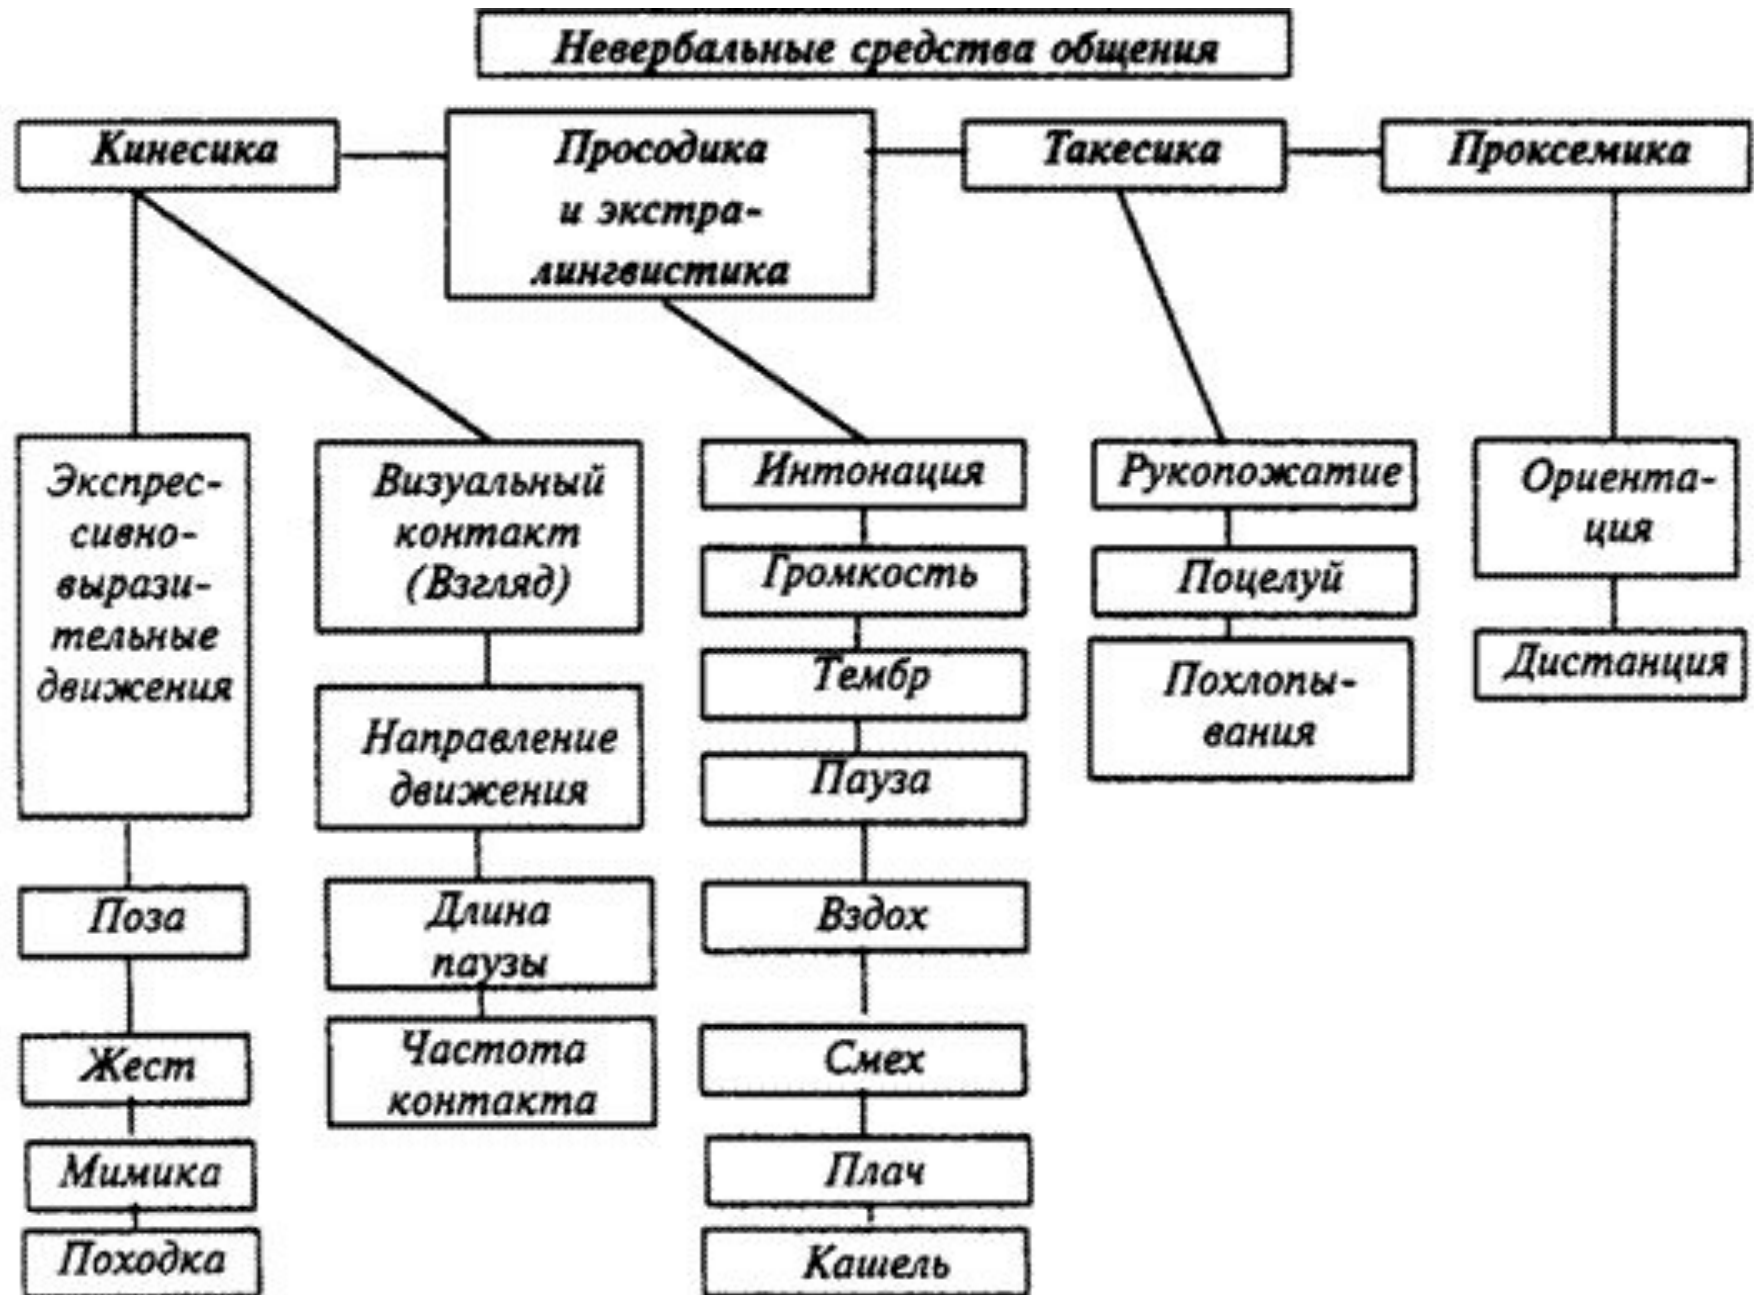 Невербальные средства общения
Кинесика
Просодика
и экстра-
лингвистика
Такесика
Проксемика
Экспрес-
сивно-
вырази-
тельные
движения
Поза
Жест
Мимика
Походка
Визуальный
контакт
(Взгляд)
Направление
движения
Длина
паузы
Частота
контакта
Интонация
Громкость
Тембр
Пауза
Вздох
Смех
Плач
Кашель
Рукопожатие
Поцелуй
Похлопы-
вания
Ориента-
ция
Дистанция